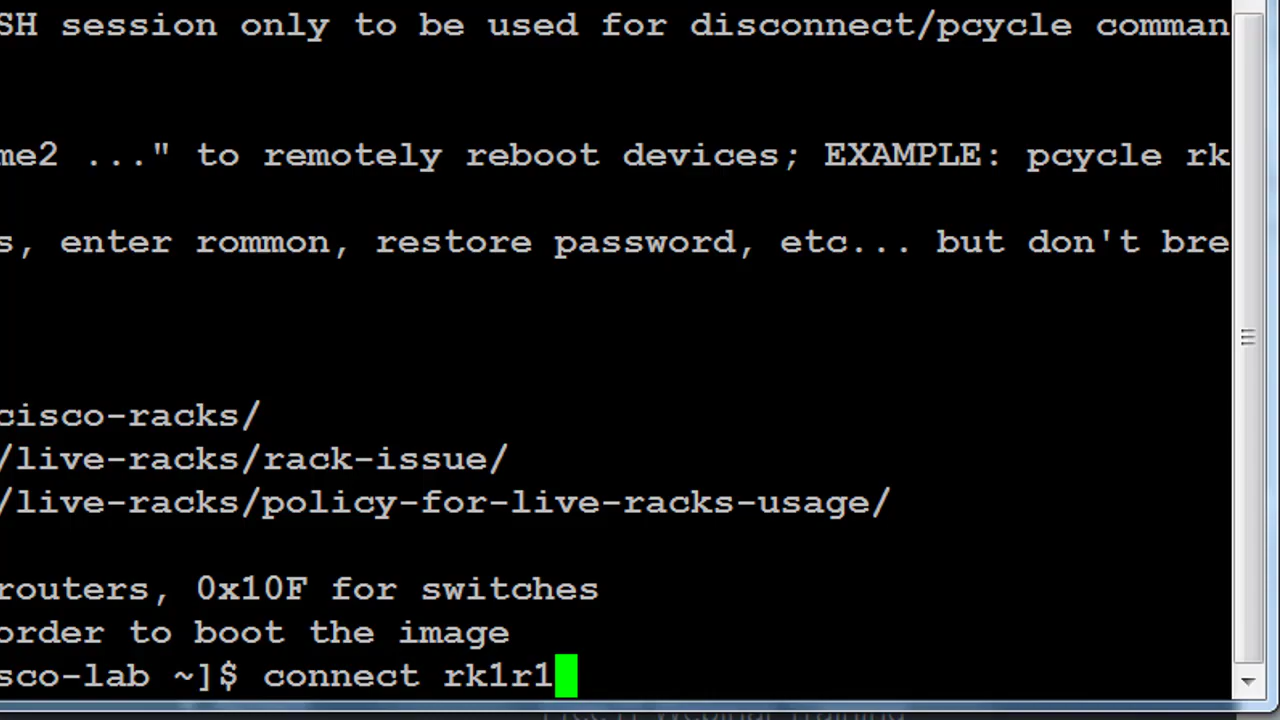 SH session only to be used for disconnect/pcycle comman
me2 ..." to remotely reboot devices; EXAMPLE: pcycle rk
s, enter rommon, restore password, etc... but don't bre
cisco-racks/
/live-racks/rack-issue/
/live-racks/policy-for-live-racks-usage/
routers, 0x10F for switches
order to boot the image
sco-lab ~]$ connect rk1r1